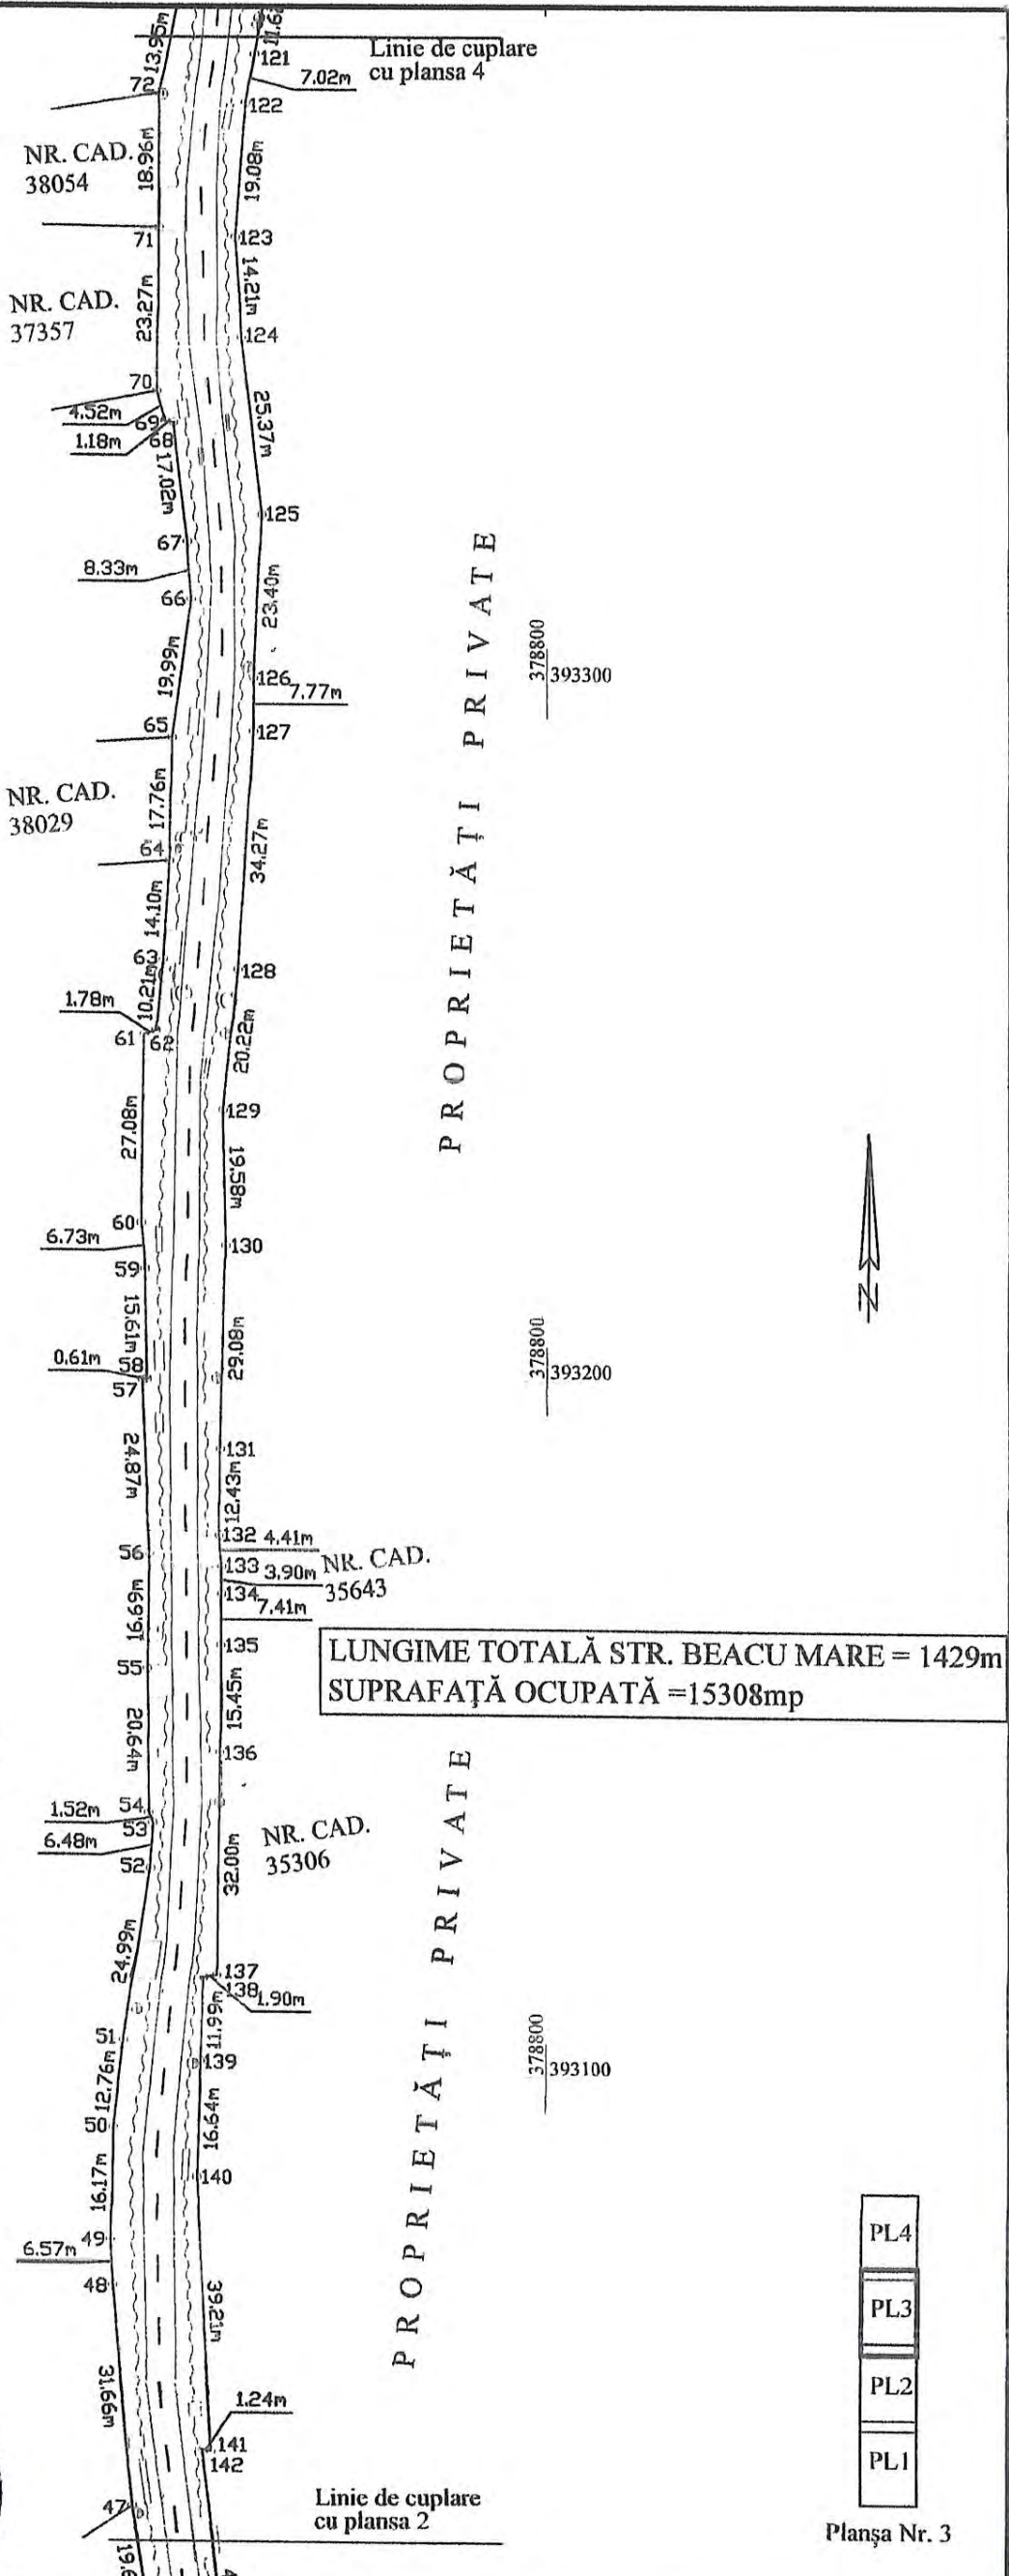 Linie de cuplare
cu plansa 4
13.95m
121
7.02m
72
122
NR. CAD.
38054
18.96m
19.08m
71
123
NR. CAD.
37357
23.27m
14.21m
124
70
4.52m
69
1.18m
68
25.37m
17.02m
125
67
8.33m
66
23.40m
19.99m
126
7.77m
65
127
378800
393300
NR. CAD.
38029
17.76m
34.27m
64
14.10m
63
128
10.21m
1.78m
61
62
20.22m
PROPRIETĂȚI PRIVATE
129
27.08m
19.58m
60
6.73m
130
59
N
15.61m
29.08m
0.61m
58
57
378800
393200
24.87m
131
12.43m
132
4.41m
56
133
3.90m
NR. CAD.
35643
134
7.41m
16.69m
135
LUNGIME TOTALĂ STR. BEACU MARE = 1429m
SUPRAFAȚĂ OCUPATĂ =15308mp
55
15.45m
20.64m
136
1.52m
54
53
6.48m
52
NR. CAD.
35306
32.00m
24.99m
137
138
1.90m
11.99m
51
139
12.76m
378800
393100
50
16.64m
140
16.17m
49
6.57m
48
PROPRIETĂȚI PRIVATE
39.21m
PL4
PL3
PL2
PL1
31.66m
1.24m
141
142
47
Linie de cuplare
cu plansa 2
Planșa Nr. 3